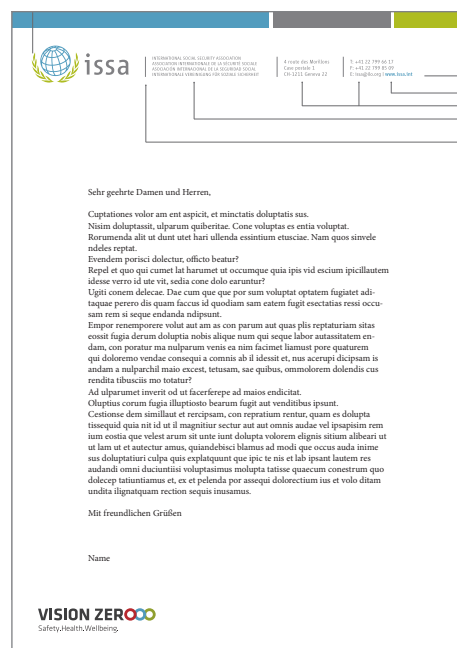 issa
INTERNATIONAL SOCIAL SECURITY ASSOCIATION
ASSOCIATION INTERNATIONALE DE LA SÉCURITÉ SOCIALE
ASOCIACIÓN INTERNACIONAL DE LA SEGURIDAD SOCIAL
INTERNATIONALE VEREINIGUNG FÜR SOZIALE SICHERHEIT
4 route des Morillons
Case postale 1
CH-1211 Geneva 22
T: +41 22 799 66 17
F: +41 22 799 85 09
E: issa@ilo.org | www.issa.int
Sehr geehrte Damen und Herren,
Cuptationes volor am ent aspicit, et minctatis doluptatis sus.
Nisim doluptassit, ulparum quiberitae. Cone voluptas es entia voluptat.
Rorumenda alit ut dunt utet hari ullenda essintium etusciae. Nam quos sinvele
ndeles reptat.
Evendem porisci dolectur, officto beatur?
Repel et quo qui cumet lat harumet ut occumque quia ipis vid escium ipicillautem
idesse verro id ute vit, sedia cone dolo earuntur?
Ugiti conem delecae. Dae cum que que por sum voluptat optatem fugiatet adi-
taquae perero dis quam faccus id quodiam sam eatem fugit esectatias ressi occu-
sam rem si seque endanda ndipsunt.
Empor renemporere volut aut am as con parum aut quas plis reptaturiam sitas
eossit fugia derum doluptia nobis alique num qui seque labor autassitatem en-
dam, con poratur ma nulparum venis ea nim facimet liamust pore quaturem
qui doloremo vendae consequi a comnis ab il idessit et, nus acerupi dicipsam is
andam a nulparchil maio excest, tetusam, sae quibus, ommolorem dolendis cus
rendita tibusciis mo totatur?
Ad ulparumet inverit od ut facerferepe ad maios endicitat.
Oluptius corum fugia illuptiosto bearum fugit aut venditibus ipsunt.
Cestionse dem simillaut et rercipsam, con repratium rentur, quam es dolupta
tissequid quia nit id ut il magnitiur sectur aut aut omnis audae vel ipsapisim rem
ium eostia que velest arum sit unte iunt dolupta volorem elignis sitium alibeari ut
ut lam ut et autectur amus, quiandebisci blamus ad modi que occus auda inime
sus doluptaturi culpa quis explatquunt que ipic te nis et lab ipsant lautem res
audandi omni duciuntiisi voluptasimus molupta tatisse quaecum conestrum quo
dolecep tatiuntiamus et, ex et pelenda por assequi dolorectium ius et volo ditam
undita ilignatquam rection sequis inusamus.
Mit freundlichen Grüßen
Name
VISION ZERO
Safety.Health.Wellbeing.